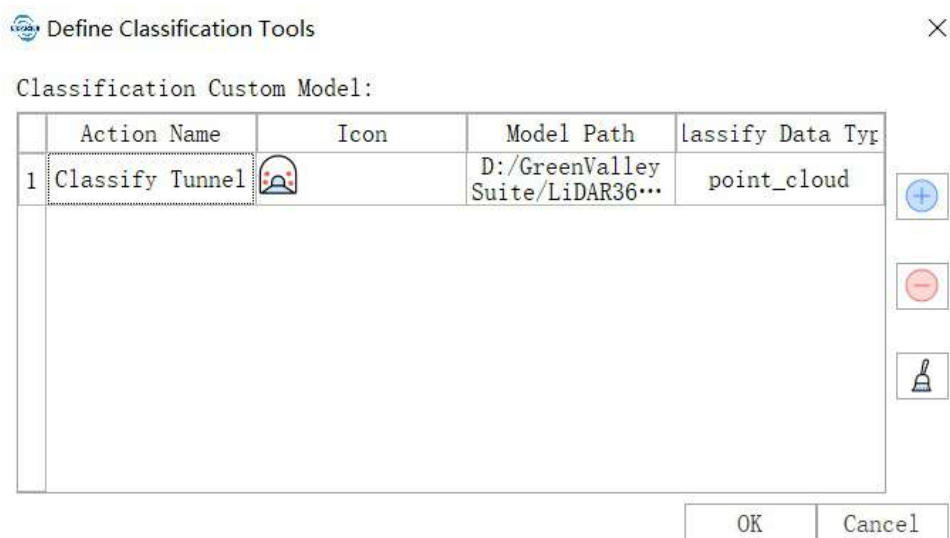 Define Classification Tools
Classification Custom Model:
Action Name Icon Model Path lassify Data Typ
1 Classify Tunnel D:/GreenValley
Suite/LiDAR36··· point_cloud
OK Cancel